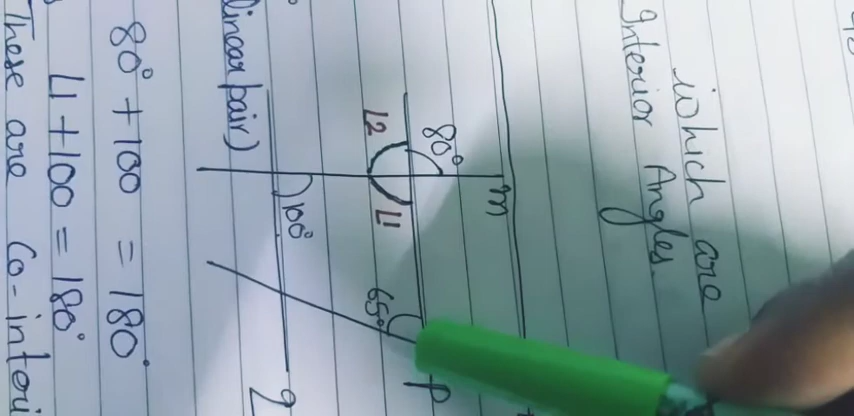 which are
Interior Angles.
m
80°
L2
L1
65°
P
100°
q
linear pair)
80° + 100 = 180°
L1 + 100 = 180°
These are Co-interi